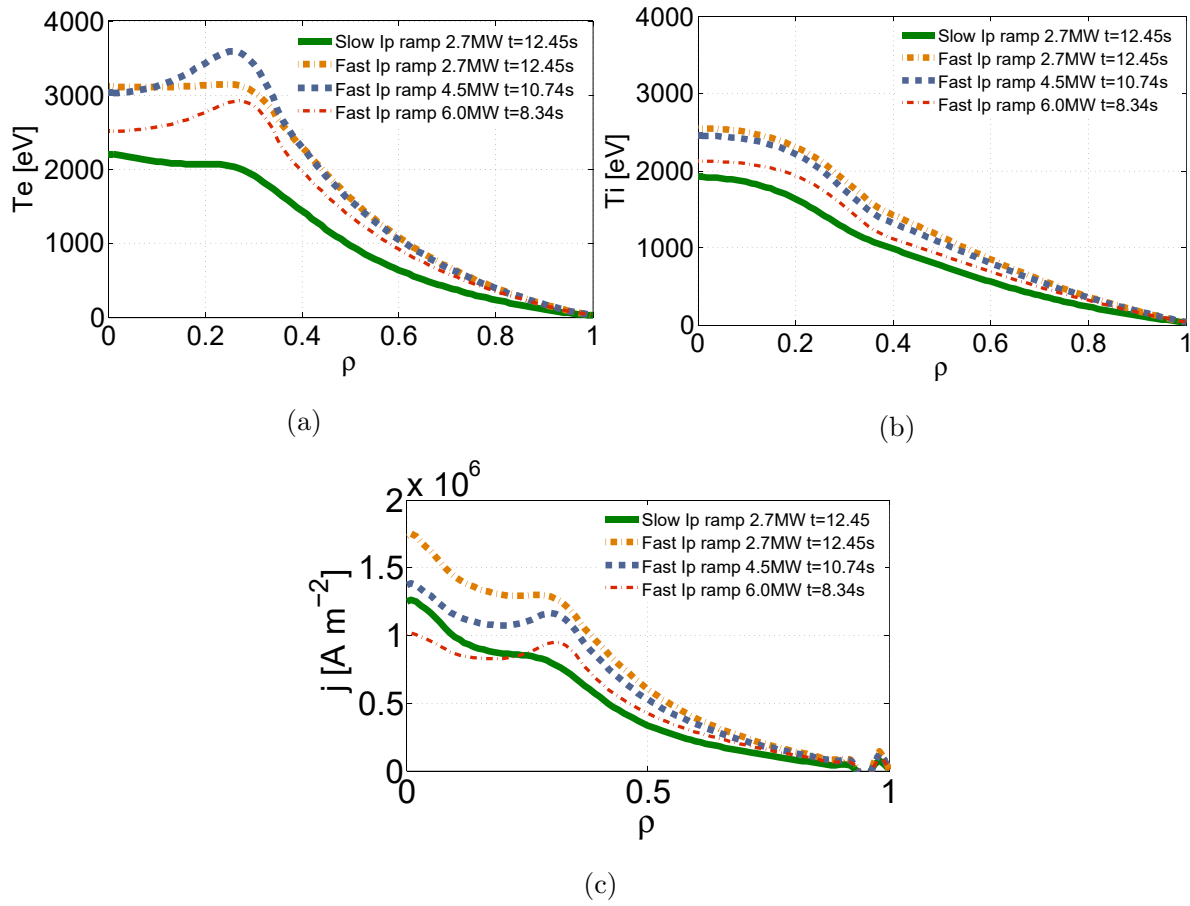 4000
3000
2000
1000
0
Te [eV]
Slow Ip ramp 2.7MW t=12.45s
Fast Ip ramp 2.7MW t=12.45s
Fast Ip ramp 4.5MW t=10.74s
Fast Ip ramp 6.0MW t=8.34s
0 0.2 0.4 0.6 0.8 1
ρ
(a)
4000
3000
2000
1000
0
Ti [eV]
Slow Ip ramp 2.7MW t=12.45s
Fast Ip ramp 2.7MW t=12.45s
Fast Ip ramp 4.5MW t=10.74s
Fast Ip ramp 6.0MW t=8.34s
0 0.2 0.4 0.6 0.8 1
ρ
(b)
x 10⁶
2
1.5
1
0.5
0
j [A m⁻²]
Slow Ip ramp 2.7MW t=12.45
Fast Ip ramp 2.7MW t=12.45s
Fast Ip ramp 4.5MW t=10.74s
Fast Ip ramp 6.0MW t=8.34s
0 0.5 1
ρ
(c)